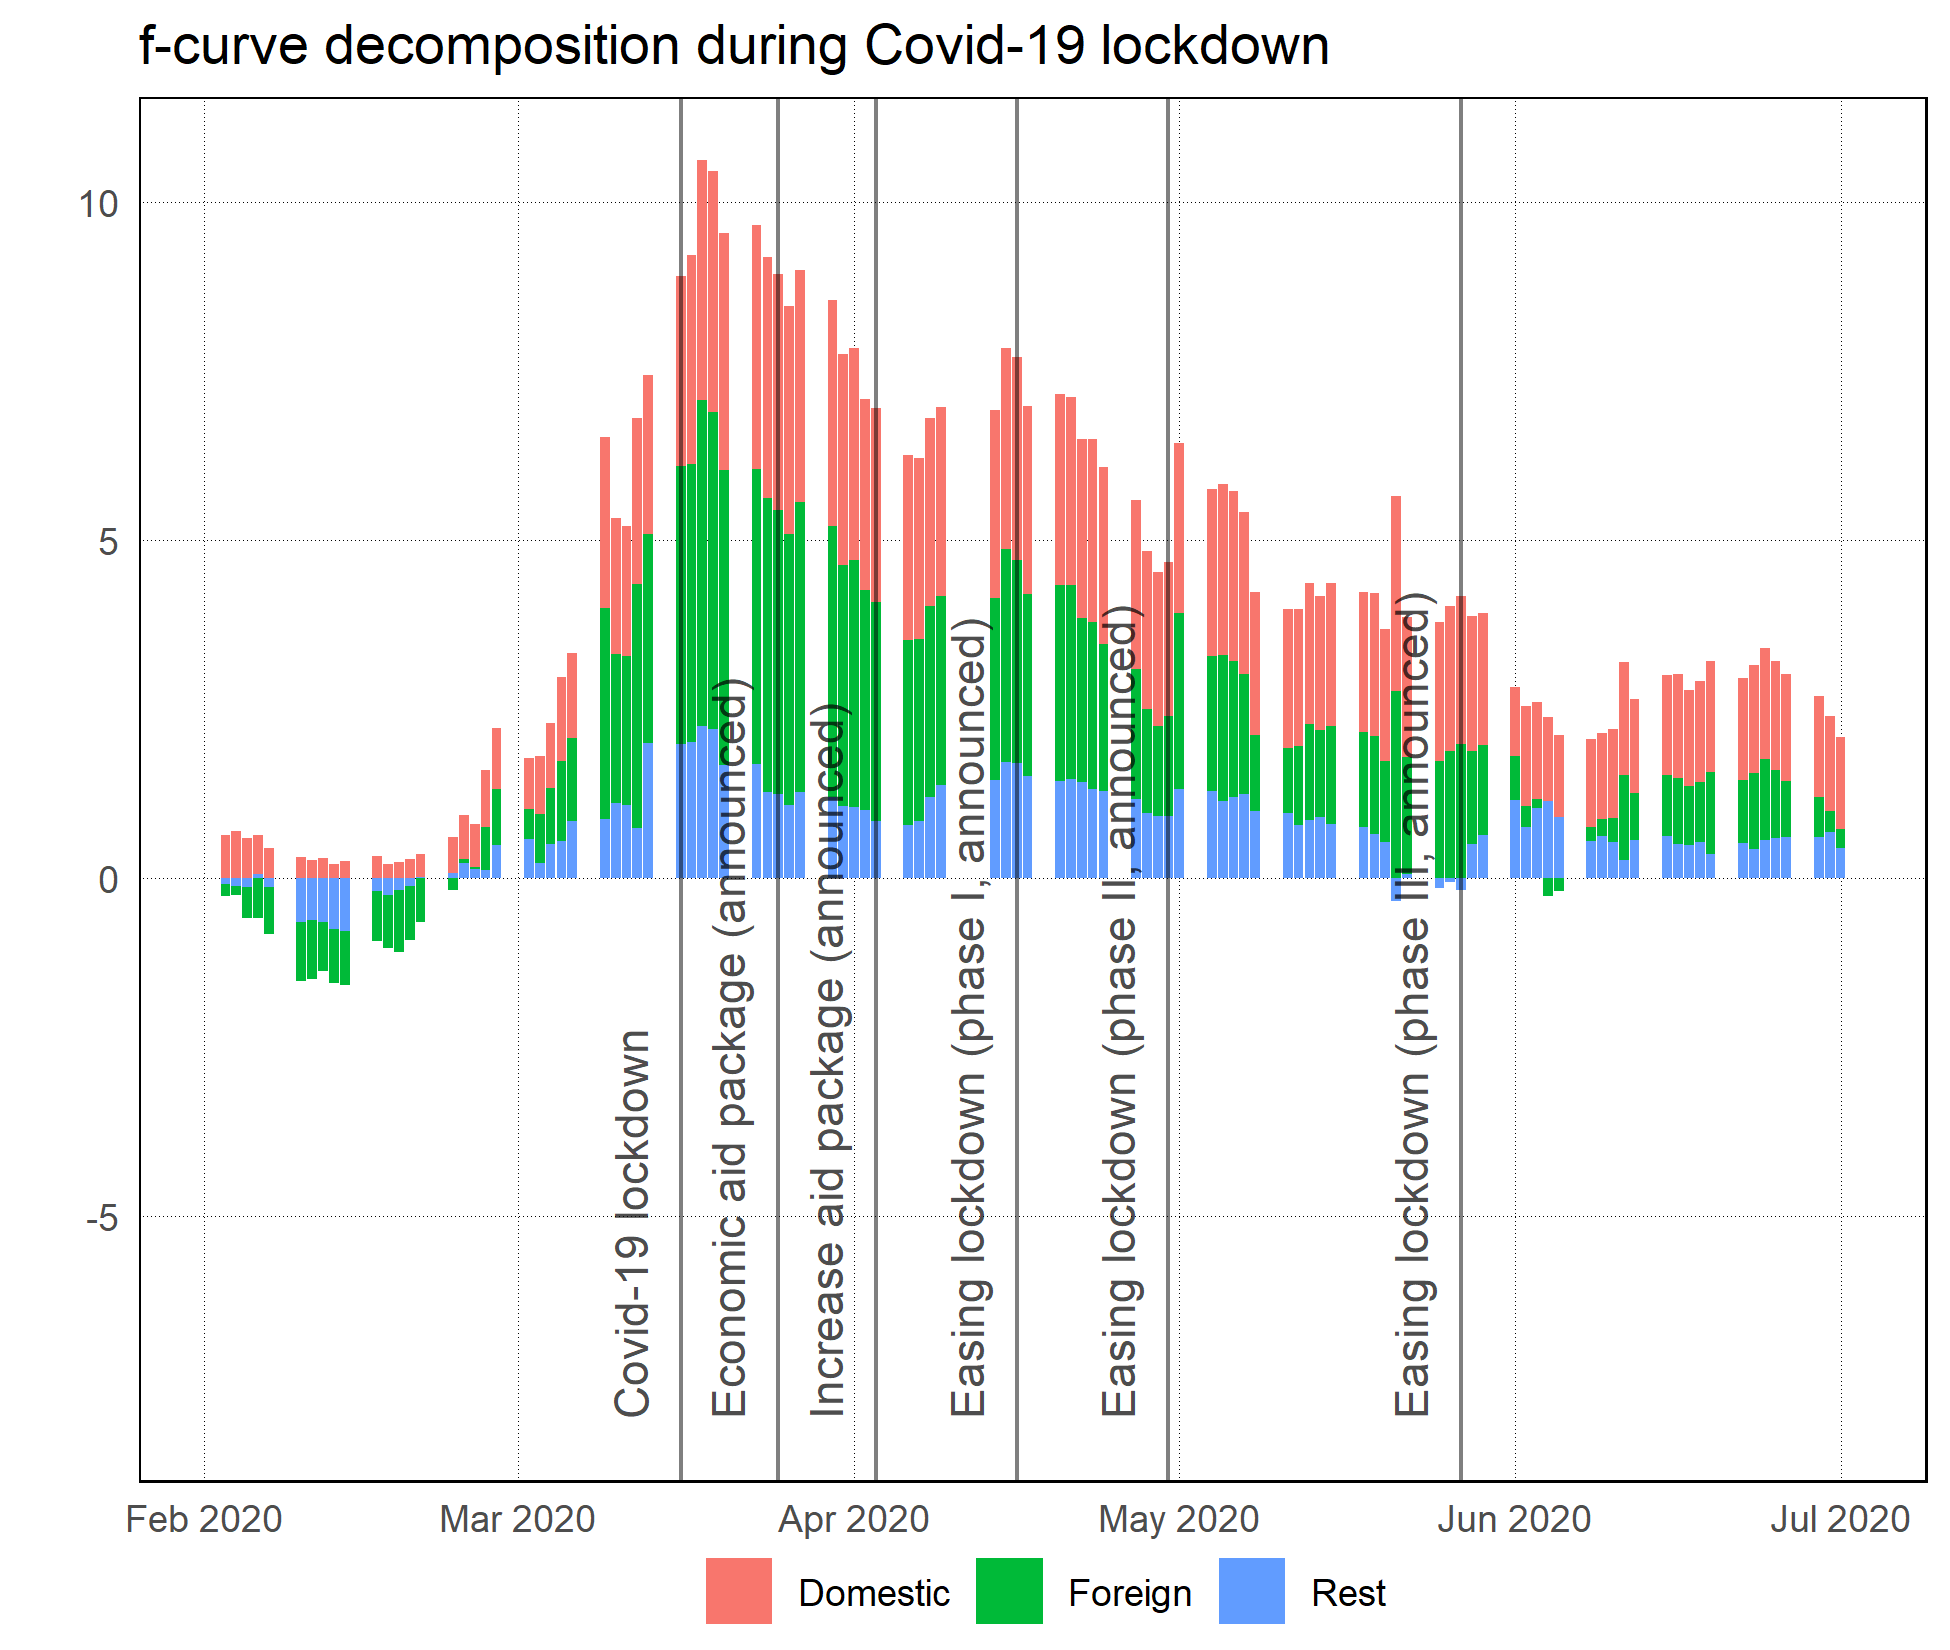 f-curve decomposition during Covid-19 lockdown
10
5
0
-5
Covid-19 lockdown
Economic aid package (announced)
Increase aid package (announced)
Easing lockdown (phase I, announced)
Easing lockdown (phase II, announced)
Easing lockdown (phase III, announced)
Feb 2020 Mar 2020 Apr 2020 May 2020 Jun 2020 Jul 2020
Domestic Foreign Rest